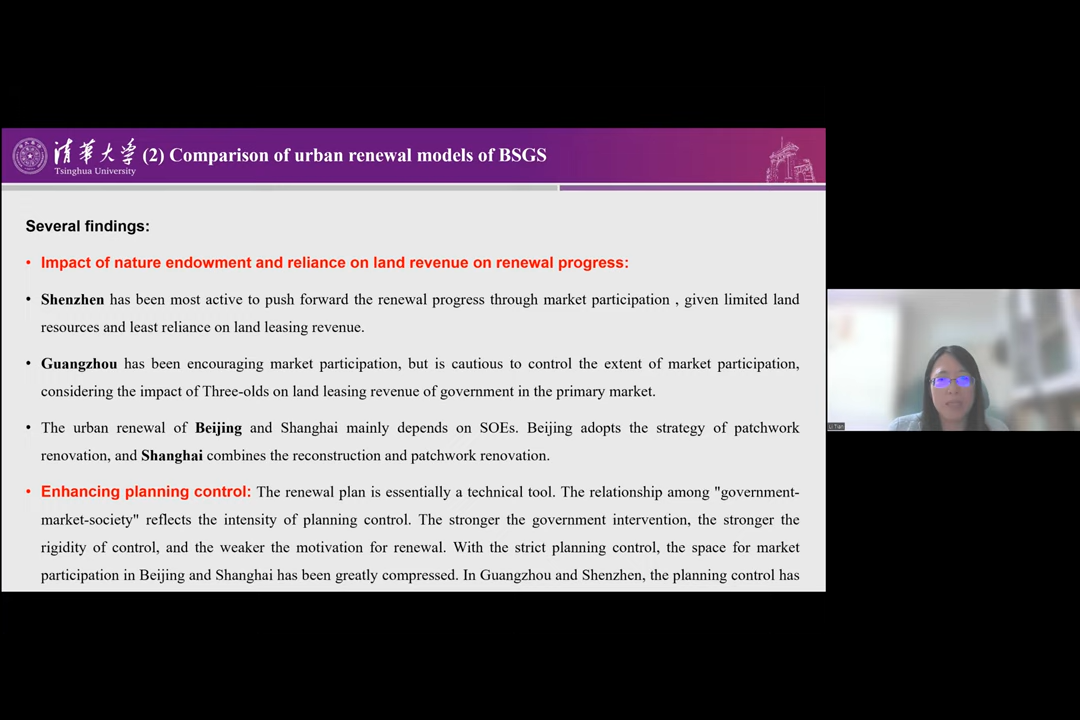 清华大学
Tsinghua University
(2) Comparison of urban renewal models of BSGS
Several findings:
• Impact of nature endowment and reliance on land revenue on renewal progress:
• Shenzhen has been most active to push forward the renewal progress through market participation , given limited land
resources and least reliance on land leasing revenue.
• Guangzhou has been encouraging market participation, but is cautious to control the extent of market participation,
considering the impact of Three-olds on land leasing revenue of government in the primary market.
• The urban renewal of Beijing and Shanghai mainly depends on SOEs. Beijing adopts the strategy of patchwork
renovation, and Shanghai combines the reconstruction and patchwork renovation.
• Enhancing planning control: The renewal plan is essentially a technical tool. The relationship among "government-
market-society" reflects the intensity of planning control. The stronger the government intervention, the stronger the
rigidity of control, and the weaker the motivation for renewal. With the strict planning control, the space for market
participation in Beijing and Shanghai has been greatly compressed. In Guangzhou and Shenzhen, the planning control has
LI Tian